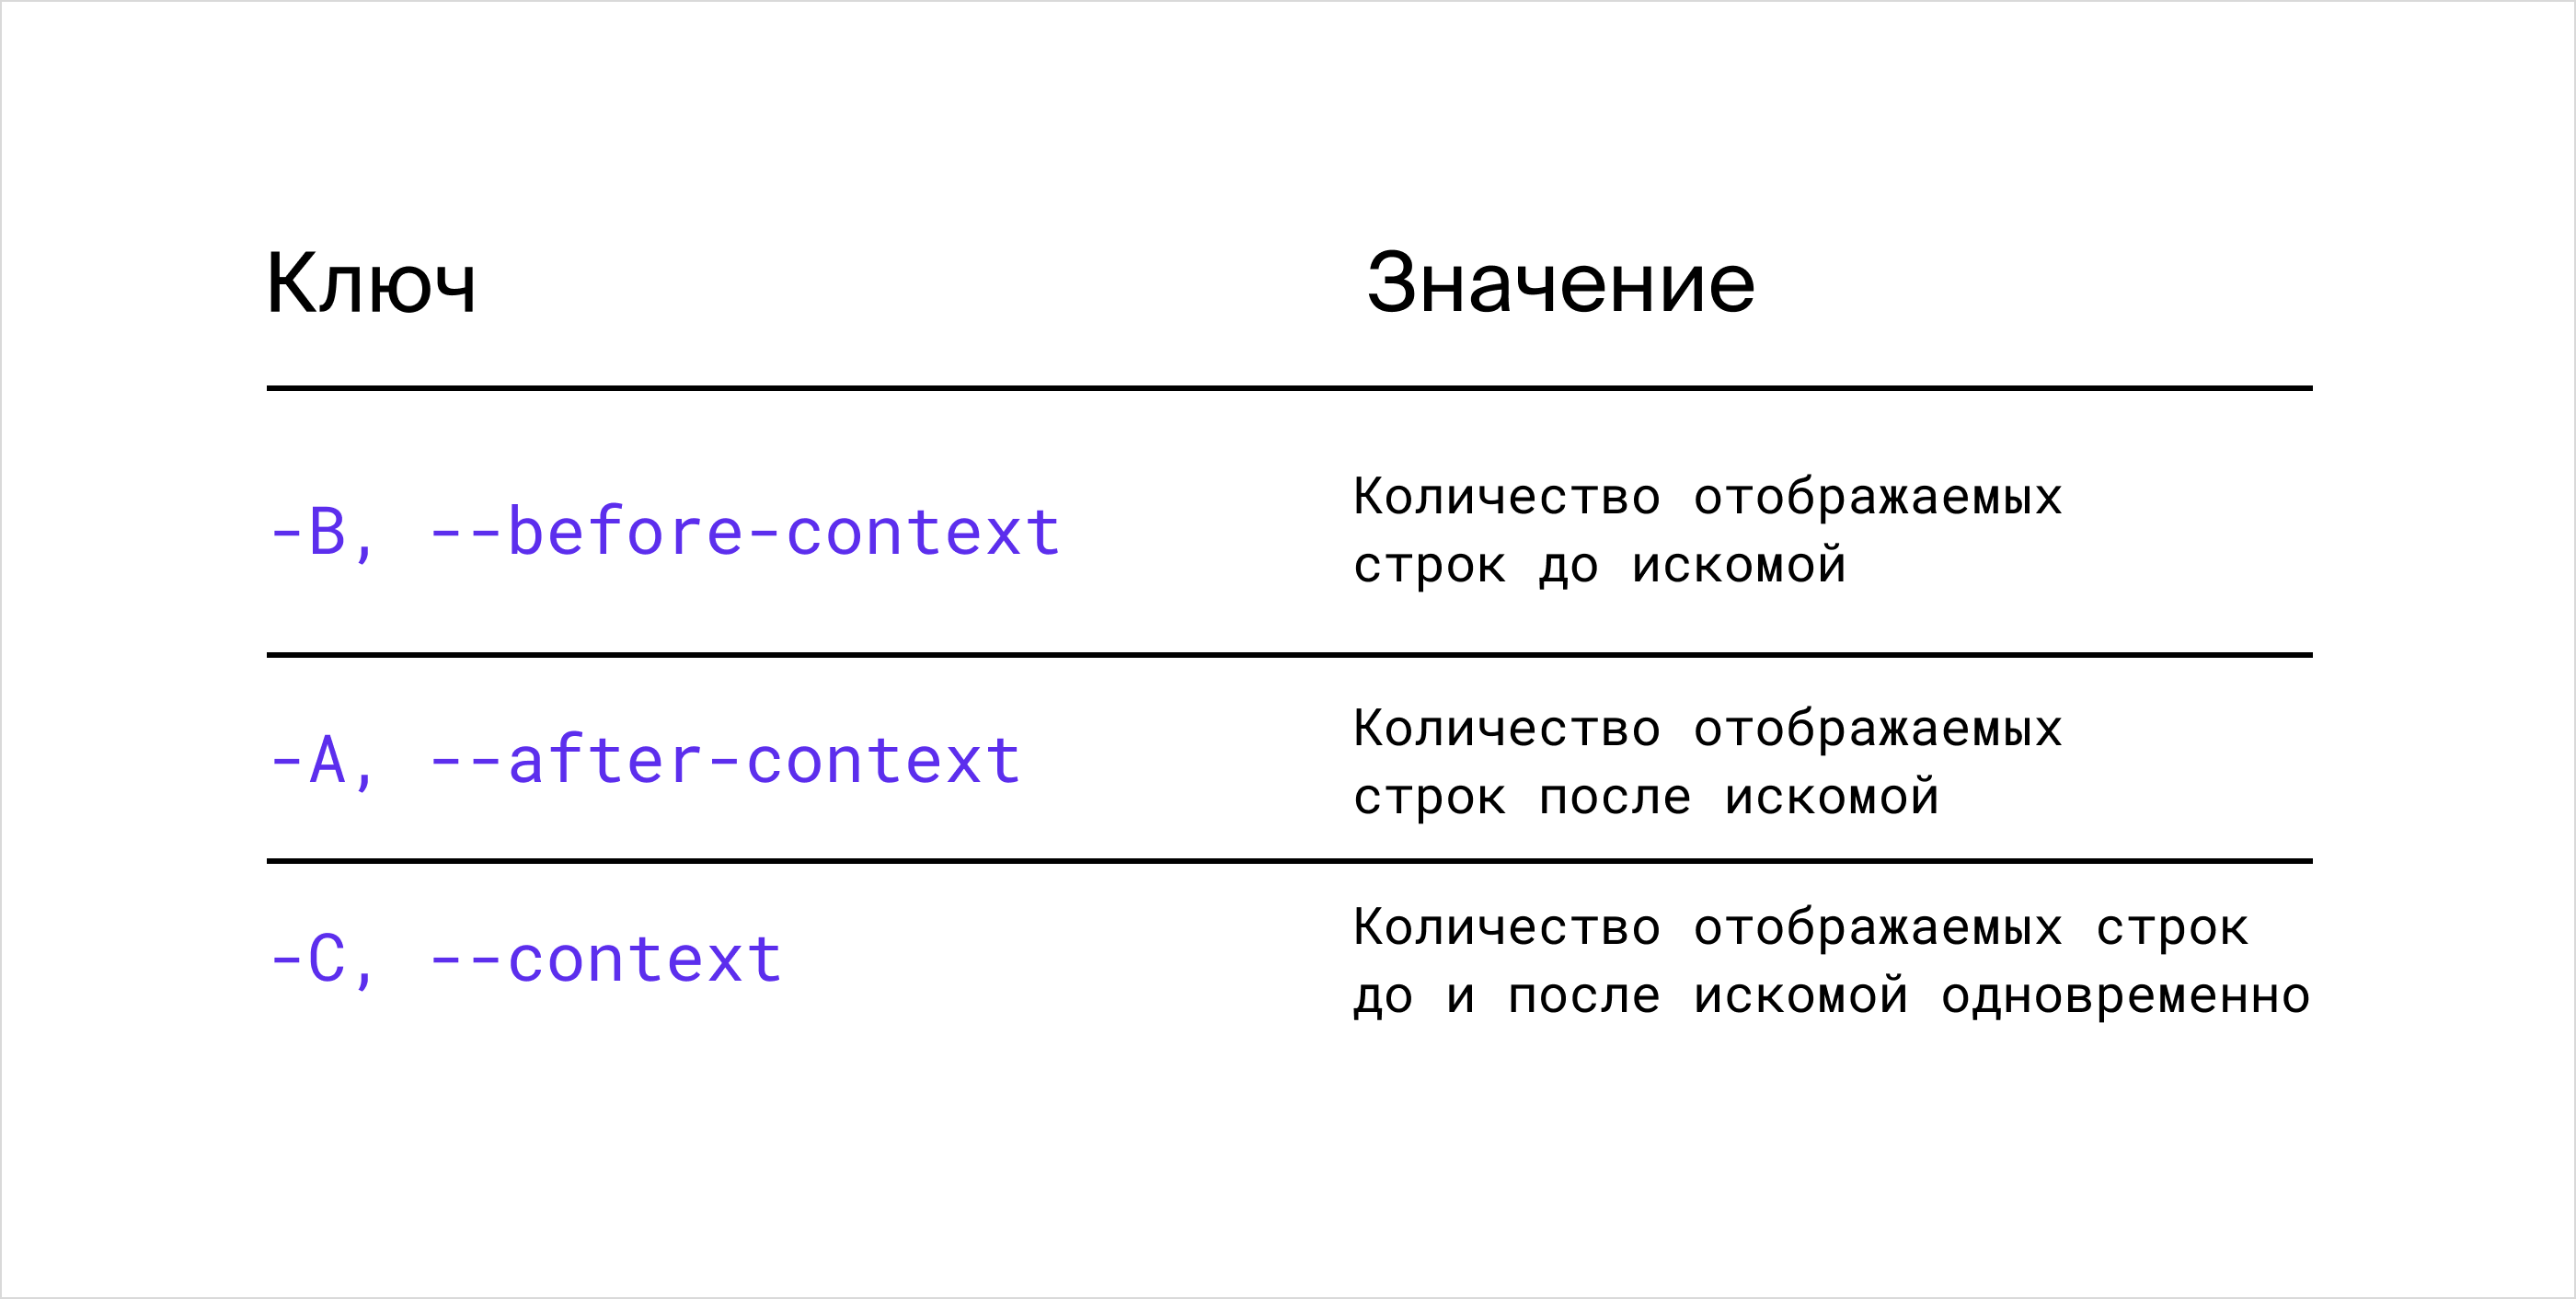 Ключ Значение
-B, --before-context
Количество отображаемых
строк до искомой
-A, --after-context
Количество отображаемых
строк после искомой
-C, --context
Количество отображаемых строк
до и после искомой одновременно